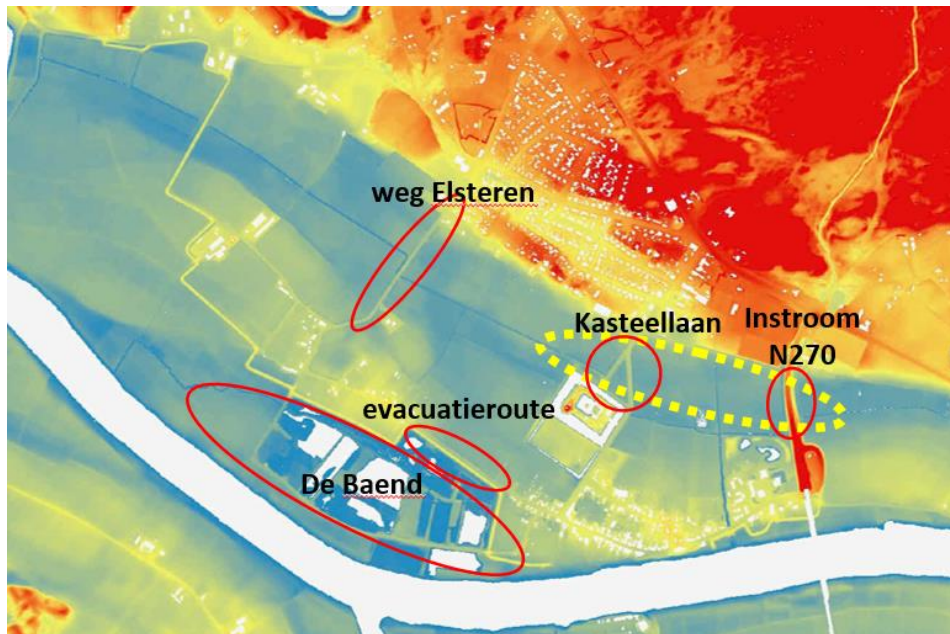 weg Elsteren
Kasteellaan
Instroom
N270
evacuatieroute
De Baend